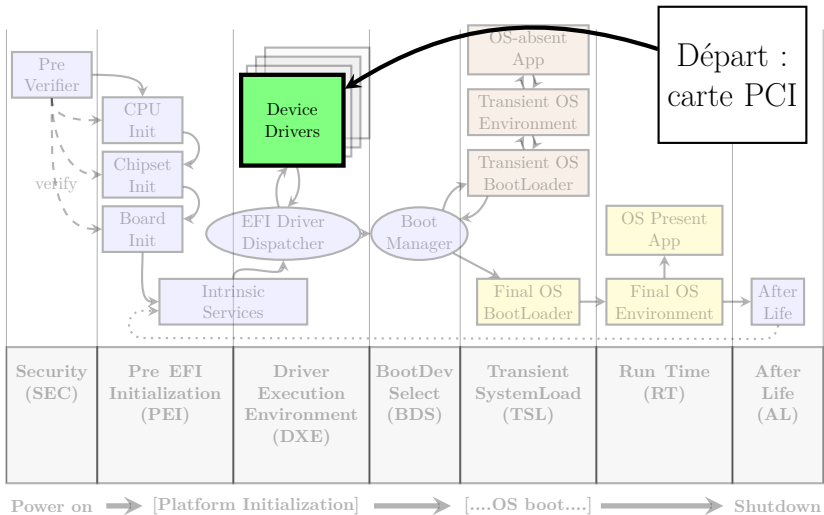 Pre
Verifier
CPU
Init
Chipset
Init
verify
Board
Init
Device
Drivers
EFI Driver
Dispatcher
Intrinsic
Services
Boot
Manager
OS-absent
App
Transient OS
Environment
Transient OS
BootLoader
Final OS
BootLoader
OS Present
App
Final OS
Environment
After
Life
Départ :
carte PCI
Security
(SEC)
Pre EFI
Initialization
(PEI)
Driver
Execution
Environment
(DXE)
BootDev
Select
(BDS)
Transient
SystemLoad
(TSL)
Run Time
(RT)
After
Life
(AL)
Power on
[Platform Initialization]
[....OS boot....]
Shutdown